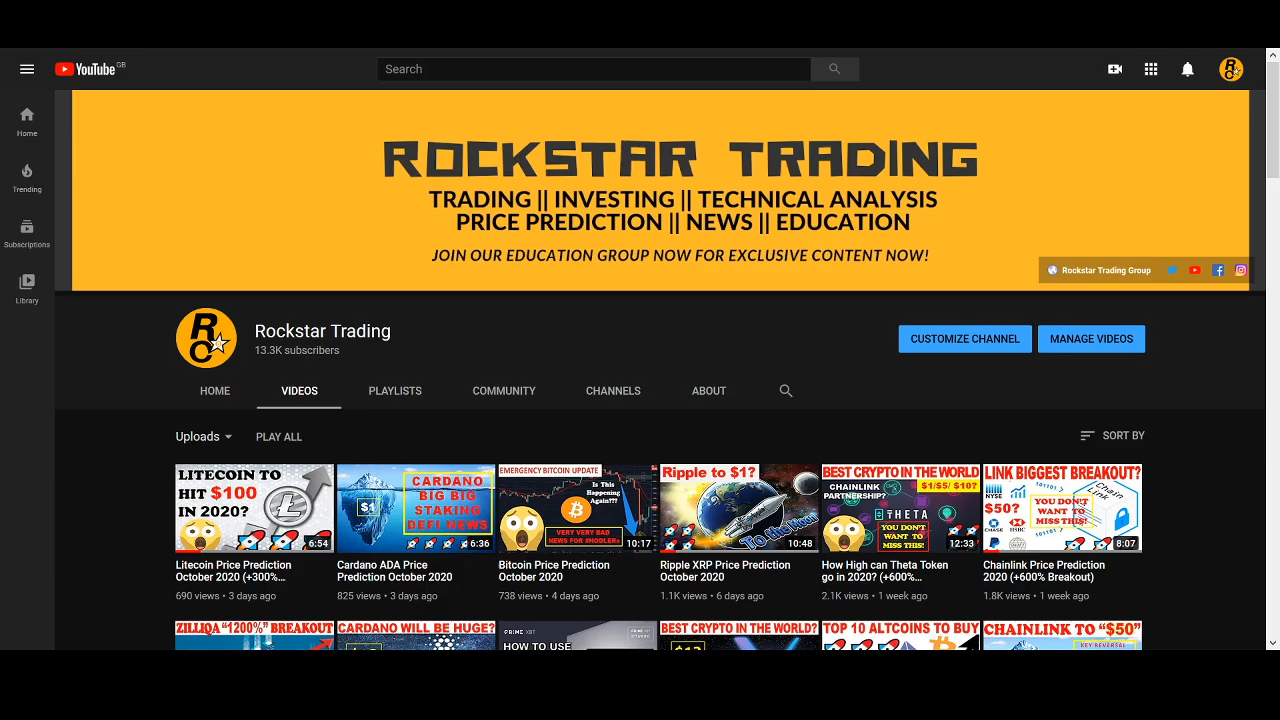 YouTube GB
Search
Home
Trending
Subscriptions
Library
ROCKSTAR TRADING
TRADING || INVESTING || TECHNICAL ANALYSIS
PRICE PREDICTION || NEWS || EDUCATION
JOIN OUR EDUCATION GROUP NOW FOR EXCLUSIVE CONTENT NOW!
Rockstar Trading Group
Rockstar Trading
13.3K subscribers
CUSTOMIZE CHANNEL
MANAGE VIDEOS
HOME VIDEOS PLAYLISTS COMMUNITY CHANNELS ABOUT
Uploads PLAY ALL
SORT BY
LITECOIN TO
HIT $100
IN 2020?
6:54
Litecoin Price Prediction
October 2020 (+300%...
690 views • 3 days ago
$1
CARDANO
BIG BIG
STAKING
DEFI NEWS
6:36
Cardano ADA Price
Prediction October 2020
825 views • 3 days ago
EMERGENCY BITCOIN UPDATE
Is This
Happening
Again???
VERY VERY BAD
NEWS FOR #HODLERS
10:17
Bitcoin Price Prediction
October 2020
738 views • 4 days ago
Ripple to $1?
To the
10:48
Ripple XRP Price Prediction
October 2020
1.1K views • 6 days ago
BEST CRYPTO IN THE WORLD
$1/$5/ $10?
CHAINLINK
PARTNERSHIP?
THETA
YOU DON'T
WANT TO
MISS THIS!
12:33
How High can Theta Token
go in 2020? (+600%...
2.1K views • 1 week ago
LINK BIGGEST BREAKOUT?
NYSE
$50?
CHASE
HSBC
YOU DON'T
WANT TO
MISS THIS!
Chain
Link
8:07
Chainlink Price Prediction
2020 (+600% Breakout)
1.8K views • 1 week ago
ZILLIQA "1200%" BREAKOUT
CARDANO WILL BE HUGE?
PRIME XBT
HOW TO USE
BEST CRYPTO IN THE WORLD?
TOP 10 ALTCOINS TO BUY
CHAINLINK TO "$50"
KEY REVERSAL